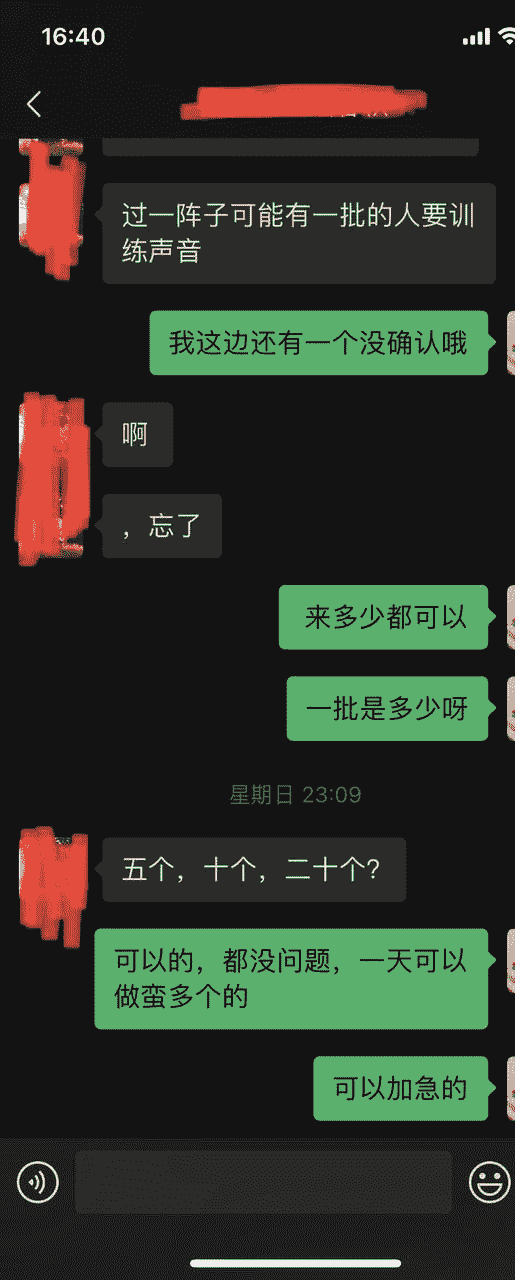 16:40
过一阵子可能有一批的人要训
练声音
我这边还有一个没确认哦
啊
，忘了
来多少都可以
一批是多少呀
星期日 23:09
五个，十个，二十个？
可以的，都没问题，一天可以
做蛮多个的
可以加急的